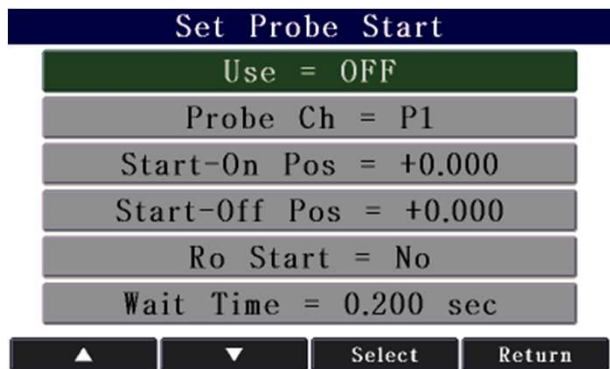 Set Probe Start
Use = OFF
Probe Ch = P1
Start-On Pos = +0.000
Start-Off Pos = +0.000
Ro Start = No
Wait Time = 0.200 sec
▲ ▼ Select Return